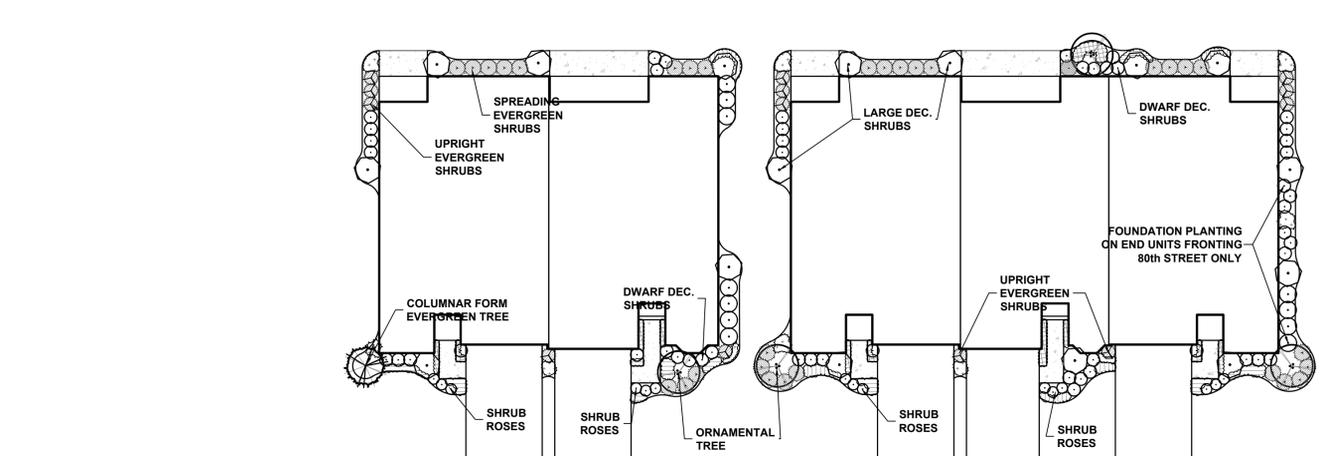 SPREADING
EVERGREEN
SHRUBS
UPRIGHT
EVERGREEN
SHRUBS
COLUMNAR FORM
EVERGREEN TREE
DWARF DEC.
SHRUBS
SHRUB
ROSES
SHRUB
ROSES
ORNAMENTAL
TREE
LARGE DEC.
SHRUBS
DWARF DEC.
SHRUBS
FOUNDATION PLANTING
ON END UNITS FRONTING
80th STREET ONLY
UPRIGHT
EVERGREEN
SHRUBS
SHRUB
ROSES
SHRUB
ROSES